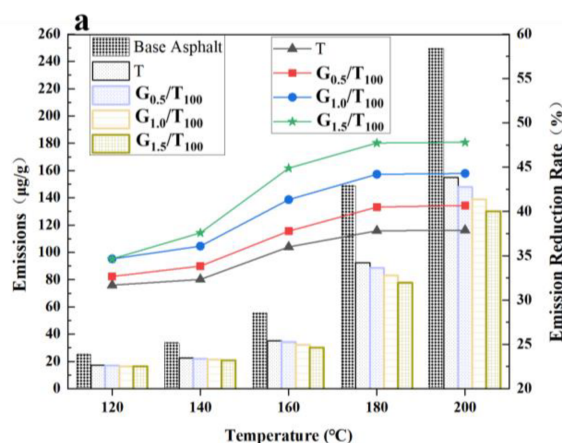 a
Base Asphalt
T
G0.5/T100
G1.0/T100
G1.5/T100
T
G0.5/T100
G1.0/T100
G1.5/T100
260
240
220
200
180
160
140
120
100
80
60
40
20
0
Emissions (μg/g)
60
55
50
45
40
35
30
25
20
Emission Reduction Rate (%)
120 140 160 180 200
Temperature (℃)